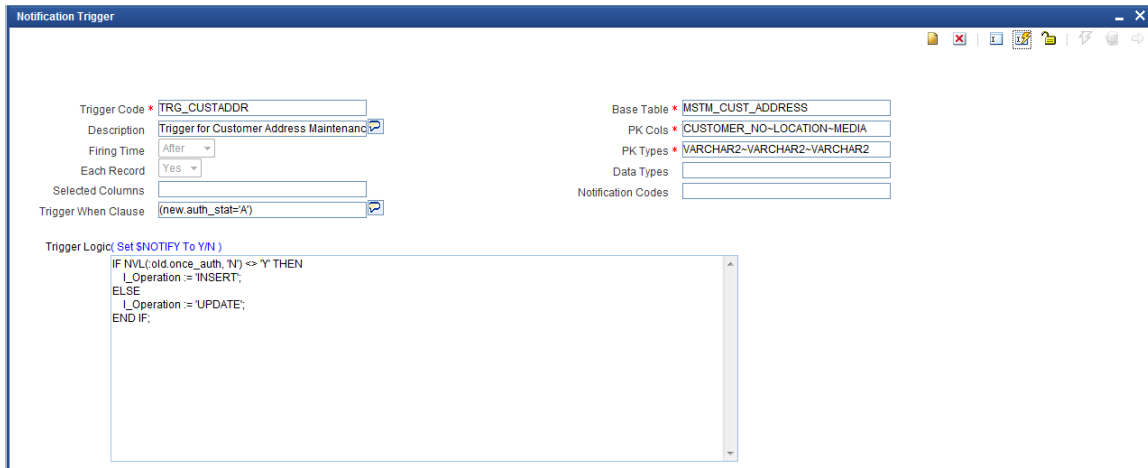 Notification Trigger
Trigger Code * TRG_CUSTADDR
Description Trigger for Customer Address Maintenanc
Firing Time After
Each Record Yes
Selected Columns
Trigger When Clause (new.auth_stat='A')
Base Table * MSTM_CUST_ADDRESS
PK Cols * CUSTOMER_NO~LOCATION~MEDIA
PK Types * VARCHAR2~VARCHAR2~VARCHAR2
Data Types
Notification Codes
Trigger Logic( Set $NOTIFY To Y/N )
IF NVL(:old.once_auth, 'N') <> 'Y' THEN
l_Operation := 'INSERT';
ELSE
l_Operation := 'UPDATE';
END IF;